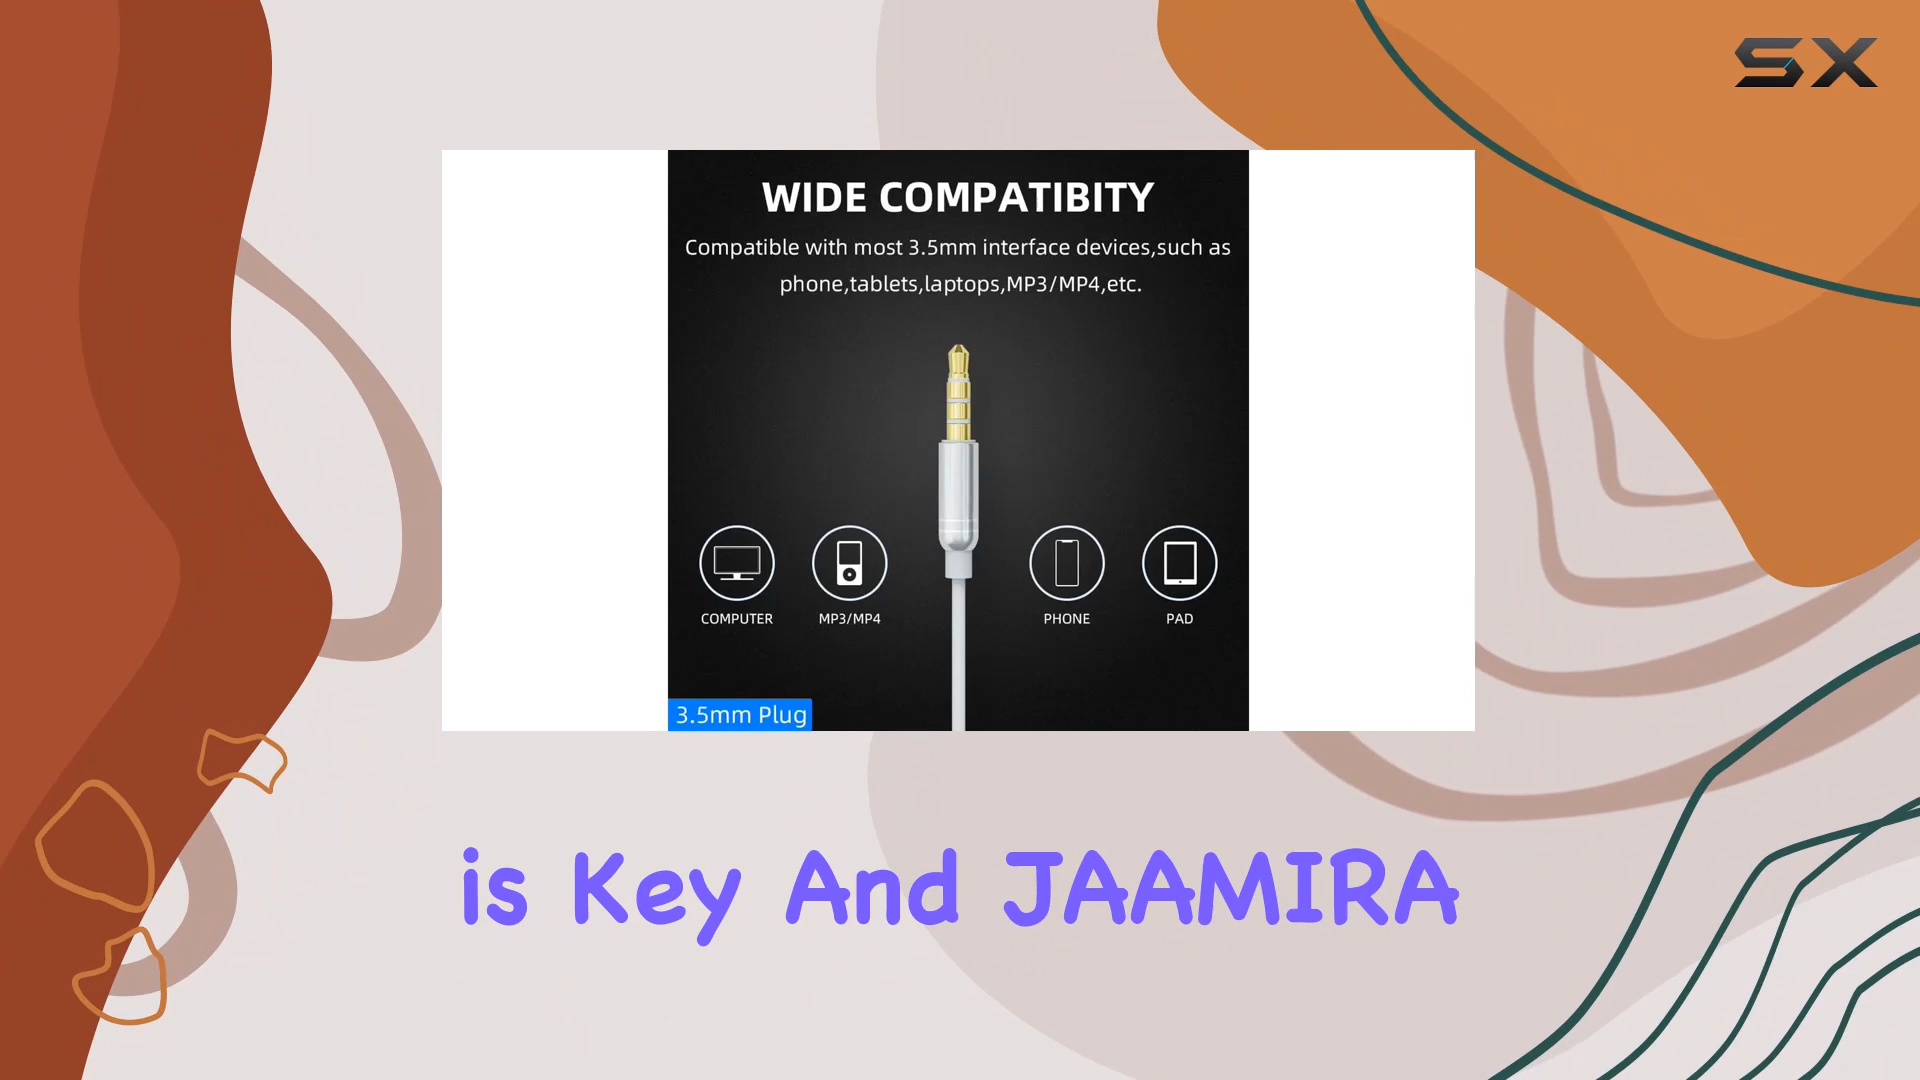 SX
WIDE COMPATIBITY
Compatible with most 3.5mm interface devices,such as
phone,tablets,laptops,MP3/MP4,etc.
COMPUTER MP3/MP4 PHONE PAD
3.5mm Plug
is Key And JAAMIRA